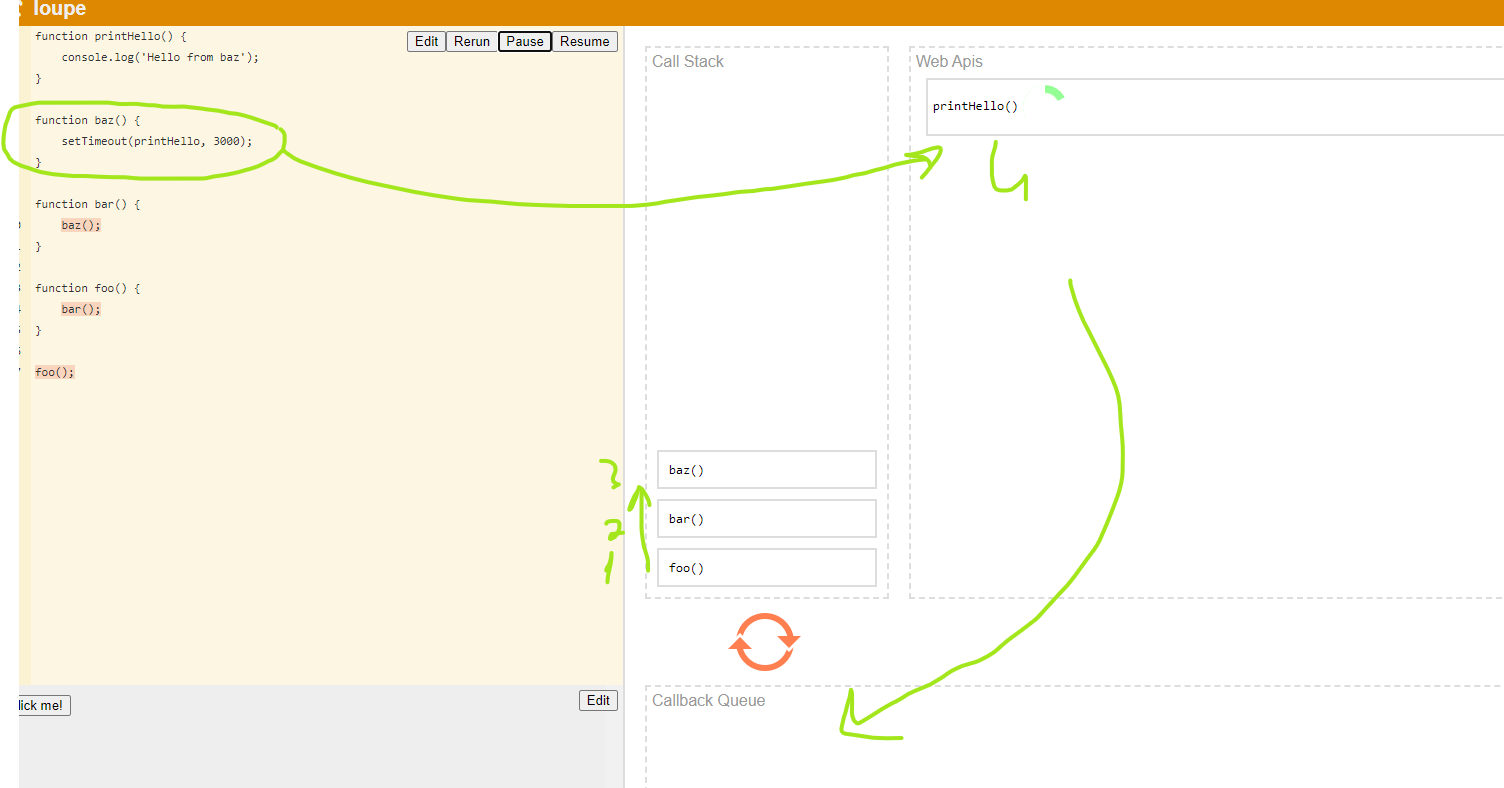 loupe
function printHello() {
console.log('Hello from baz');
}
function baz() {
setTimeout(printHello, 3000);
}
function bar() {
baz();
}
function foo() {
bar();
}
foo();
Edit Rerun Pause Resume
Call Stack
baz()
bar()
foo()
3
2
1
Web Apis
printHello()
4
lick me!
Edit
Callback Queue